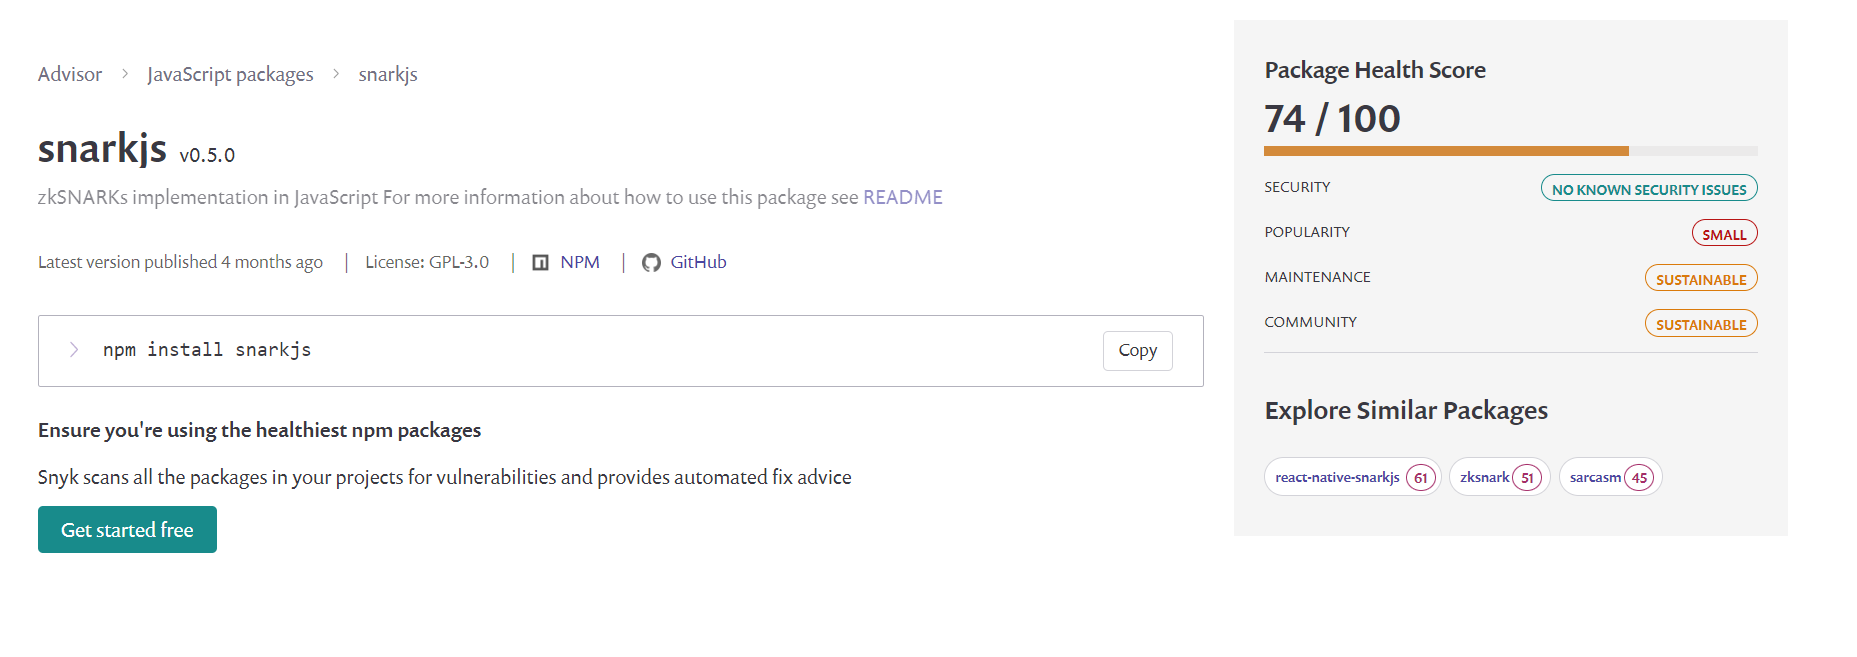 Advisor > JavaScript packages > snarkjs
snarkjs v0.5.0
zkSNARKs implementation in JavaScript For more information about how to use this package see README
Latest version published 4 months ago | License: GPL-3.0 | NPM | GitHub
npm install snarkjs Copy
Ensure you're using the healthiest npm packages
Snyk scans all the packages in your projects for vulnerabilities and provides automated fix advice
Get started free
Package Health Score
74 / 100
SECURITY NO KNOWN SECURITY ISSUES
POPULARITY SMALL
MAINTENANCE SUSTAINABLE
COMMUNITY SUSTAINABLE
Explore Similar Packages
react-native-snarkjs 61 zksnark 51 sarcasm 45